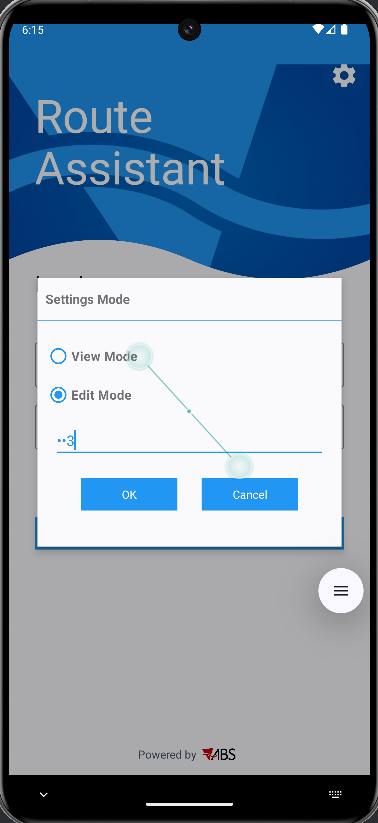 6:15
Route
Assistant
Settings Mode
View Mode
Edit Mode
••3
OK
Cancel
Powered by ABS